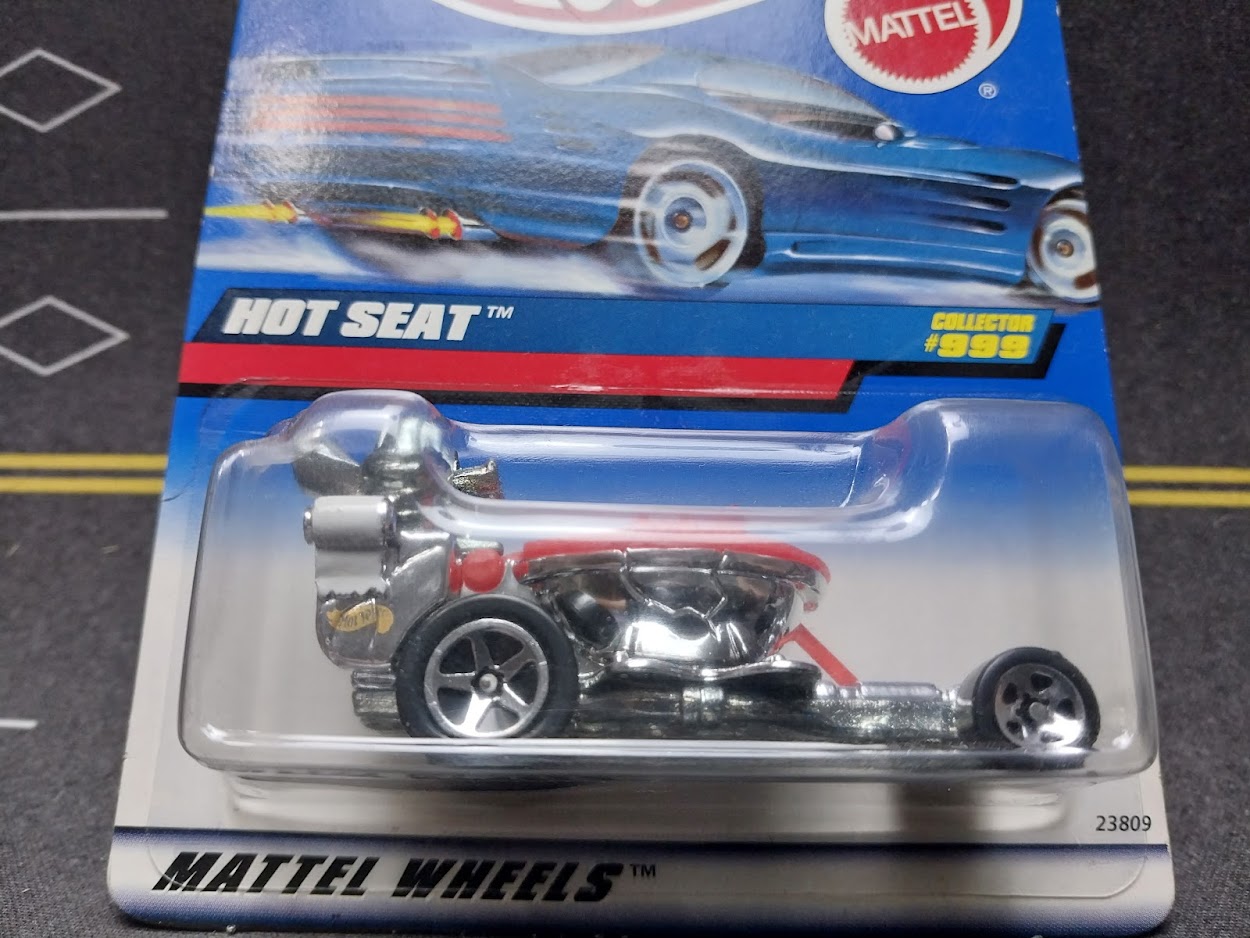 MATTEL
®
HOT SEAT™
COLLECTOR
#999
23809
MATTEL WHEELS™